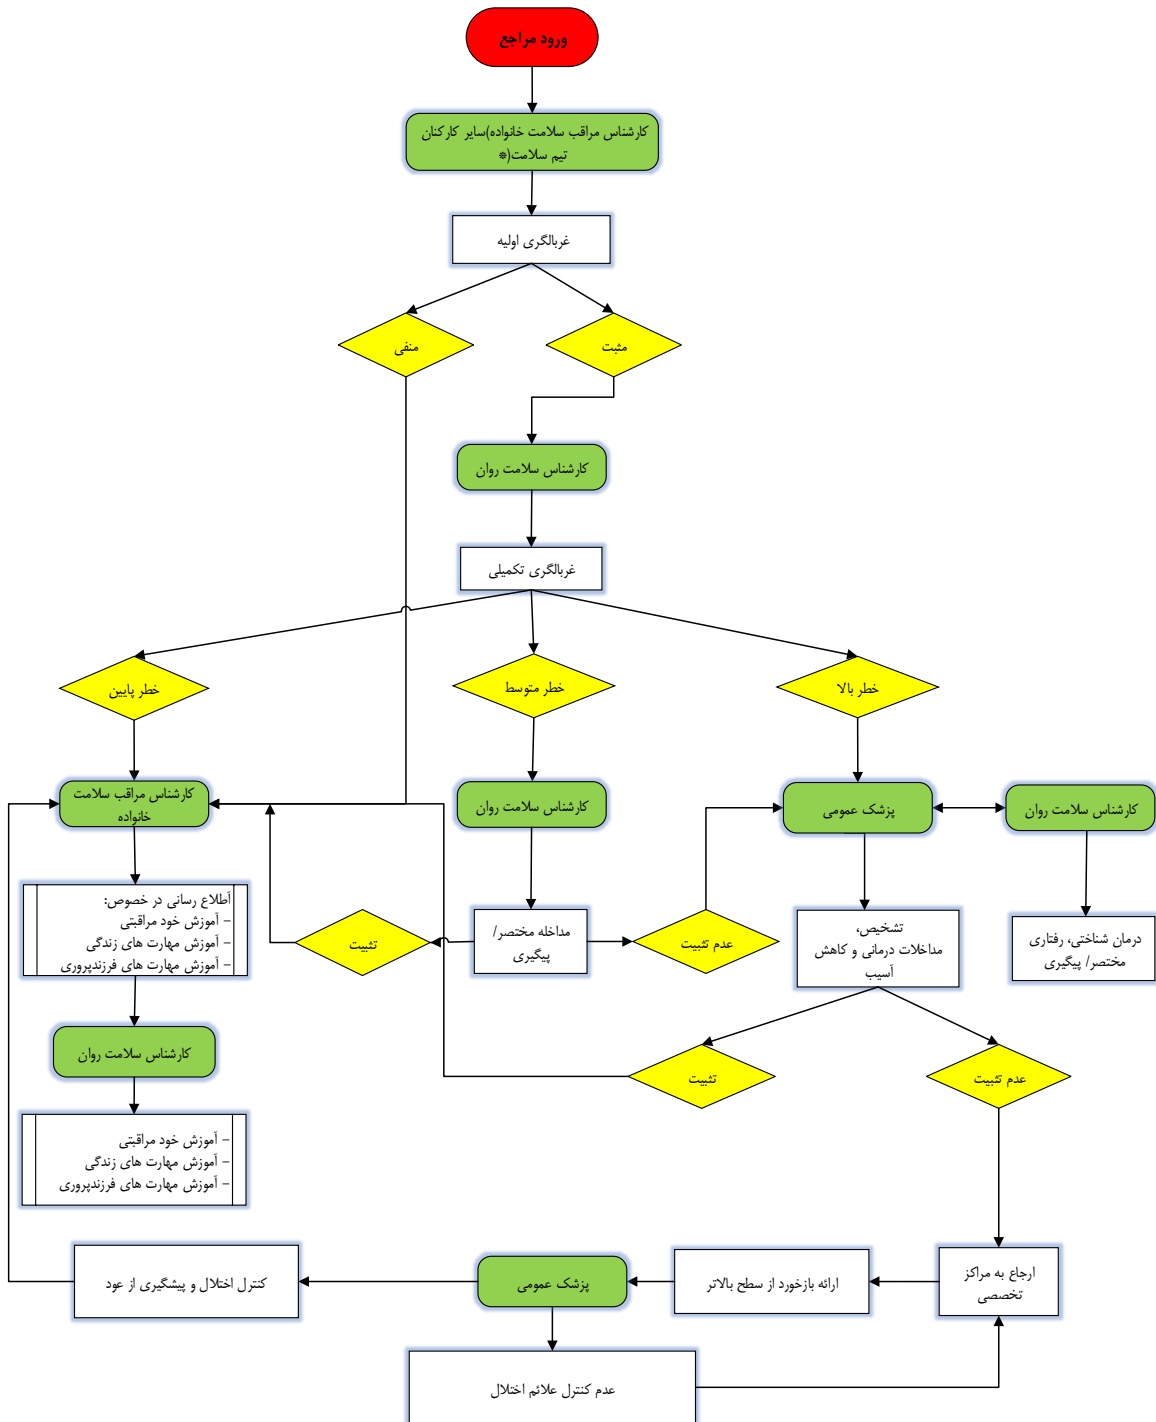 ورود مراجع
کارشناس مراقب سلامت خانواده)سایر کارکنان
تیم سلامت(*
غربالگری اولیه
مثبت
منفی
کارشناس سلامت روان
غربالگری تکمیلی
خطر بالا
خطر متوسط
خطر پایین
کارشناس سلامت روان
پزشک عمومی
کارشناس سلامت روان
کارشناس مراقب سلامت
خانواده
درمان شناختی، رفتاری
مختصر/ پیگیری
تشخیص،
مداخلات درمانی و کاهش
آسیب
عدم تثبیت
مداخله مختصر/
پیگیری
تثبیت
اطلاع رسانی در خصوص:
- آموزش خود مراقبتی
- آموزش مهارت های زندگی
- آموزش مهارت های فرزندپروری
کارشناس سلامت روان
عدم تثبیت
تثبیت
- آموزش خود مراقبتی
- آموزش مهارت های زندگی
- آموزش مهارت های فرزندپروری
ارجاع به مراکز
تخصصی
ارائه بازخورد از سطح بالاتر
پزشک عمومی
کنترل اختلال و پیشگیری از عود
عدم کنترل علائم اختلال